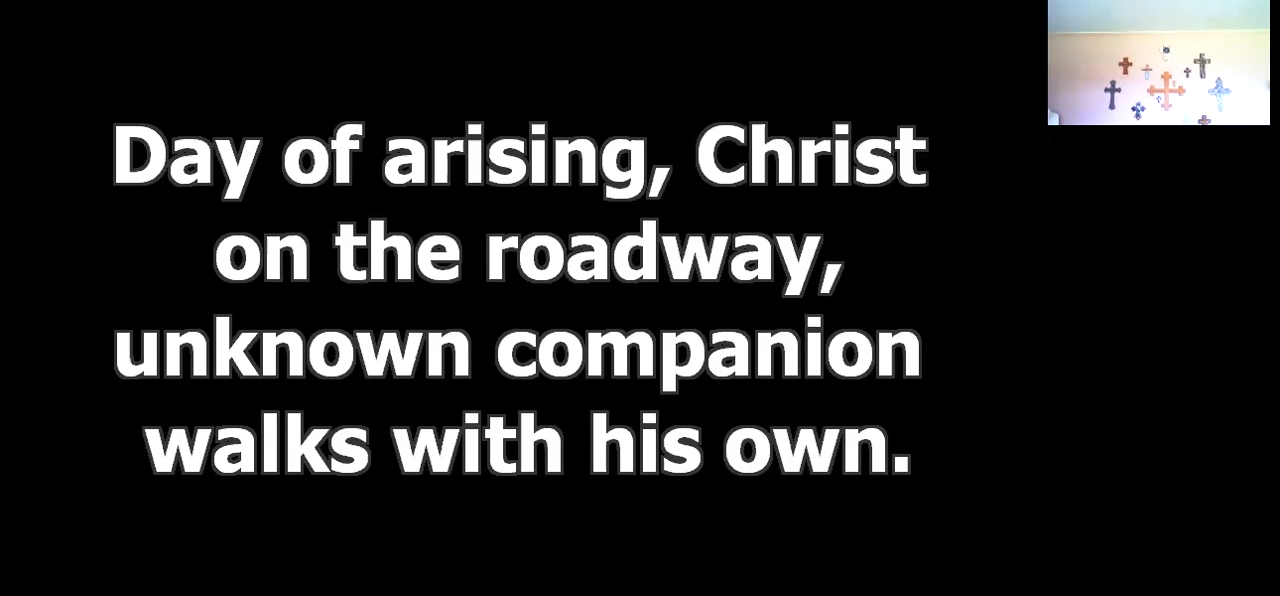 Day of arising, Christ
on the roadway,
unknown companion
walks with his own.